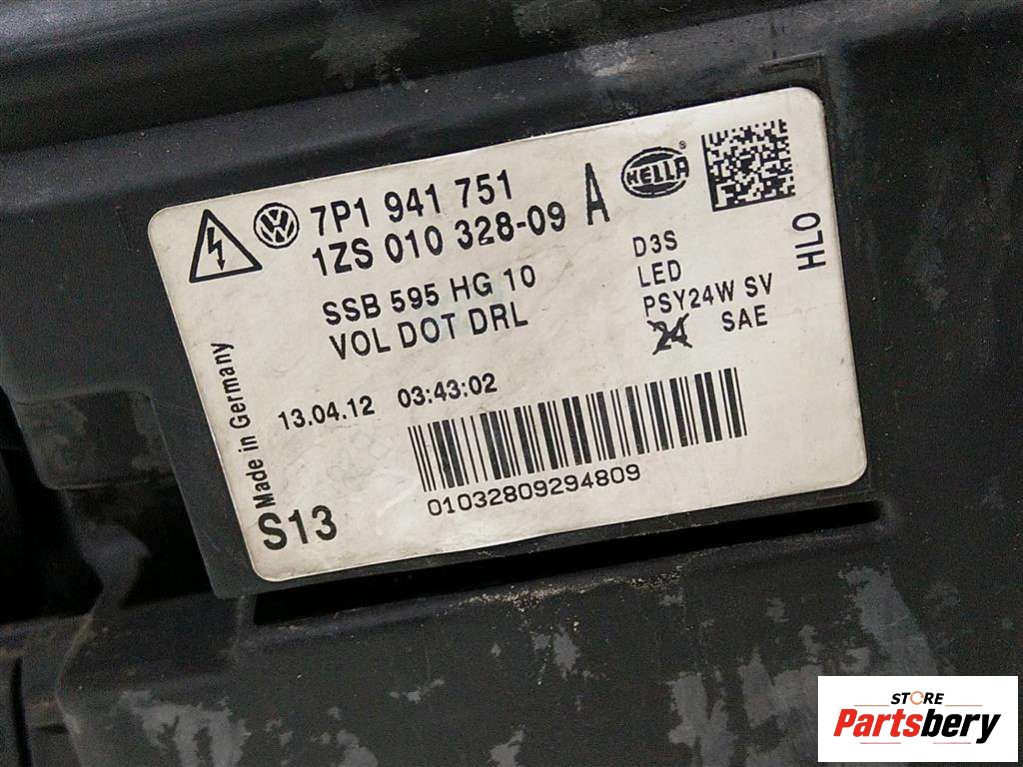 7P1 941 751
1ZS 010 328-09 A
HELLA
SSB 595 HG 10
VOL DOT DRL
D3S
LED
PSY24W SV
24 SAE
HL0
13.04.12 03:43:02
01032809294809
Made in Germany
S13
STORE
Partsbery